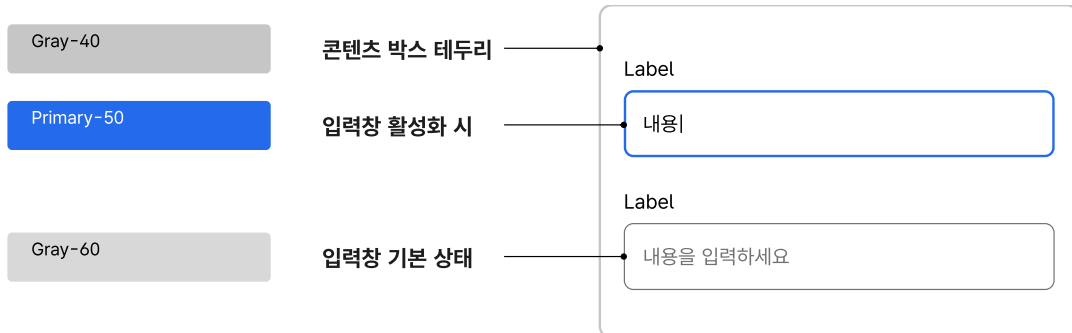 Gray-40
콘텐츠 박스 테두리
Label
Primary-50
입력창 활성화 시
내용
Label
Gray-60
입력창 기본 상태
내용을 입력하세요